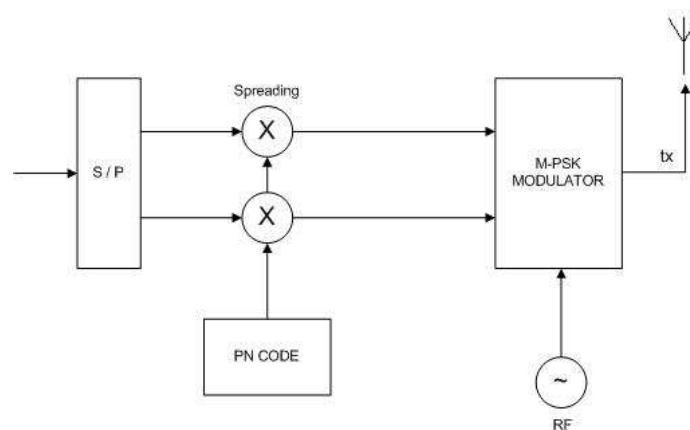 Spreading
X
S / P
M-PSK
MODULATOR
tx
X
PN CODE
~
RF